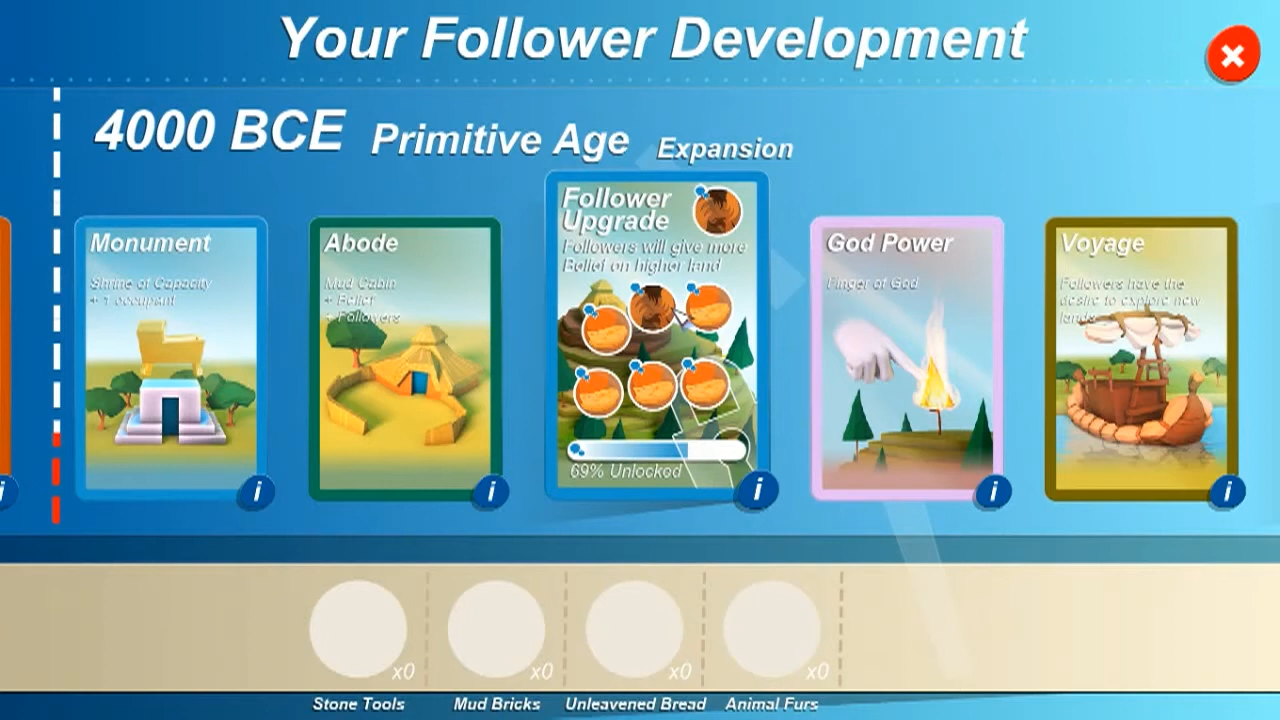 Your Follower Development
4000 BCE Primitive Age Expansion
Monument
Shrine of Capacity
+ 1 occupant
Abode
Mud Cabin
+ Belief
+ Followers
Follower
Upgrade
Followers will give more
Belief on higher land
69% Unlocked
God Power
Finger of God
Voyage
Followers have the
desire to explore new
lands
i
i
i
i
i
i
x0
x0
x0
x0
Stone Tools
Mud Bricks
Unleavened Bread
Animal Furs